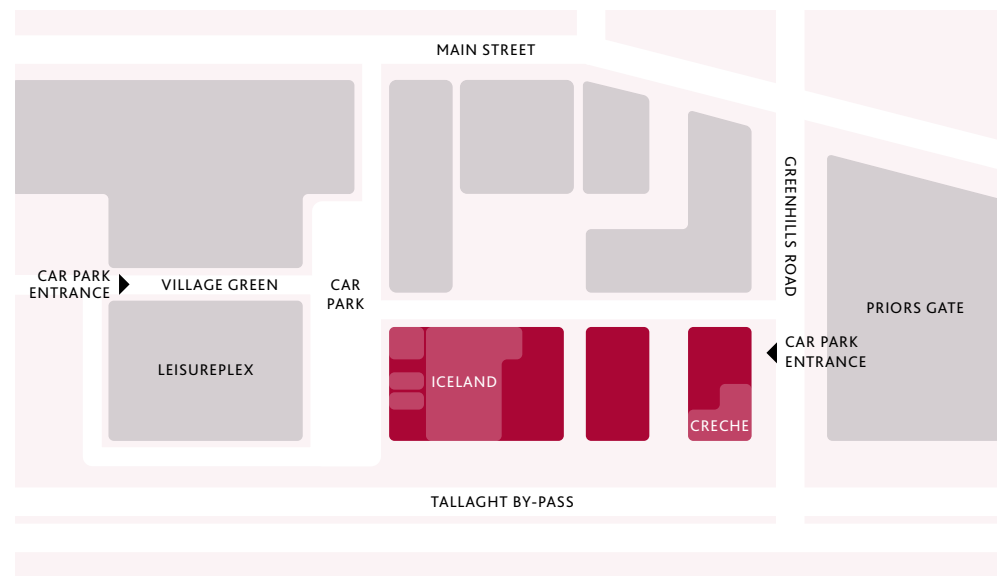 MAIN STREET
GREENHILLS ROAD
CAR PARK
ENTRANCE
VILLAGE GREEN
CAR
PARK
PRIORS GATE
LEISUREPLEX
ICELAND
CAR PARK
ENTRANCE
CRECHE
TALLAGHT BY-PASS